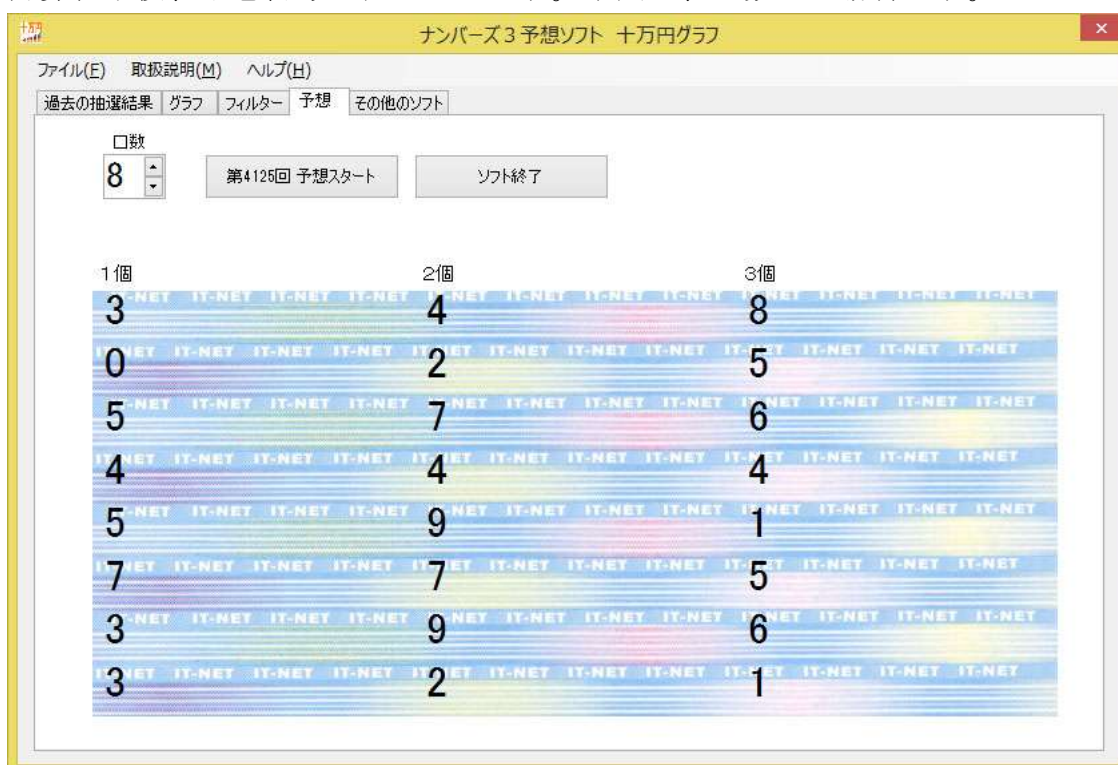 ナンバーズ3予想ソフト 十万円グラフ
ファイル(F) 取扱説明(M) ヘルプ(H)
過去の抽選結果 グラフ フィルター 予想 その他のソフト
口数
8 第4125回 予想スタート ソフト終了
1個 2個 3個
3 4 8
0 2 5
5 7 6
4 4 4
5 9 1
7 7 5
3 9 6
3 2 1